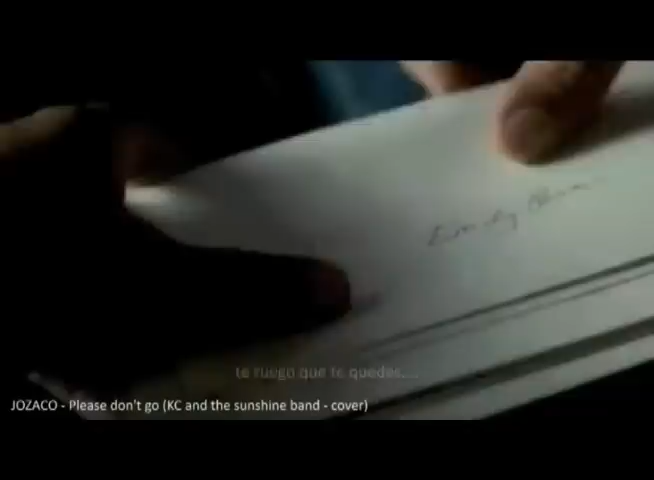 te ruego que te quedes....
JOZACO - Please don't go (KC and the sunshine band - cover)